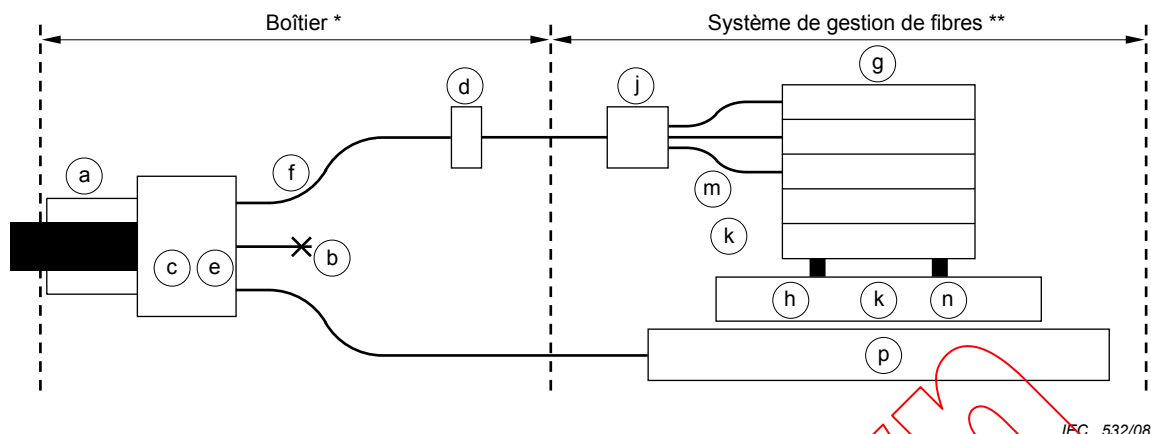 Boîtier * Système de gestion de fibres **
g
d j
a f
m
k
c e b
h k n
p
IEC 532/08